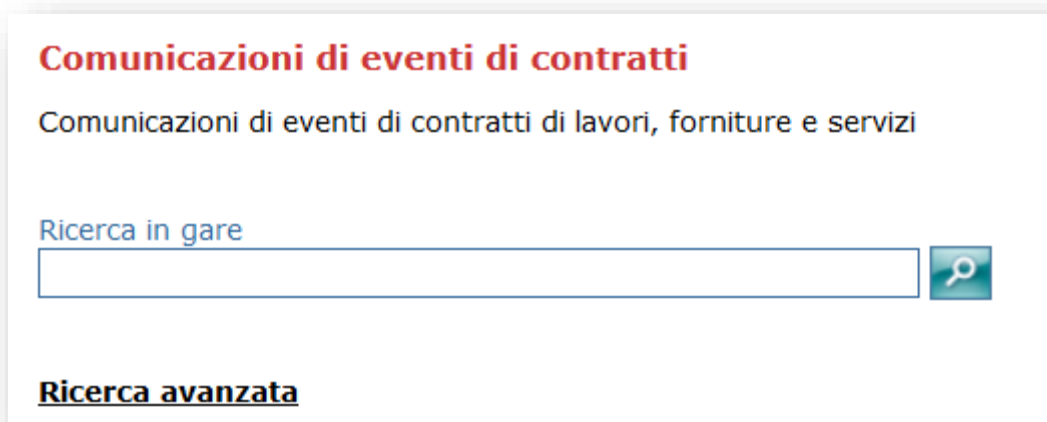 Comunicazioni di eventi di contratti
Comunicazioni di eventi di contratti di lavori, forniture e servizi
Ricerca in gare
Ricerca avanzata